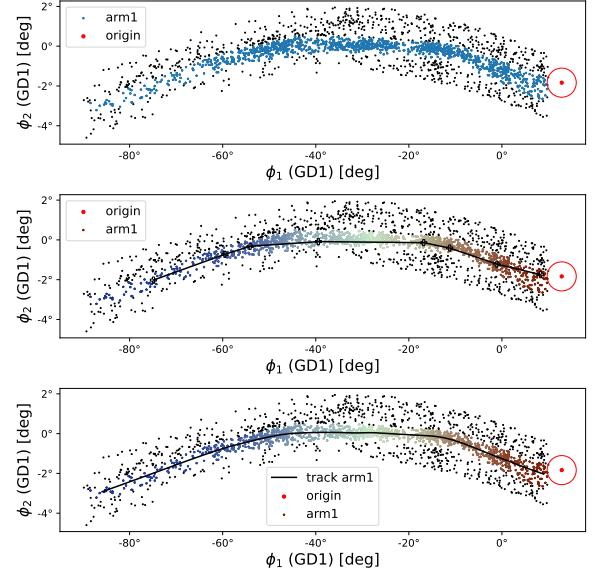 2°
0°
-2°
-4°
ϕ2 (GD1) [deg]
arm1
origin
-80°
-60°
-40°
-20°
0°
ϕ1 (GD1) [deg]
2°
0°
-2°
-4°
ϕ2 (GD1) [deg]
origin
arm1
-80°
-60°
-40°
-20°
0°
ϕ1 (GD1) [deg]
2°
0°
-2°
-4°
ϕ2 (GD1) [deg]
track arm1
origin
arm1
-80°
-60°
-40°
-20°
0°
ϕ1 (GD1) [deg]